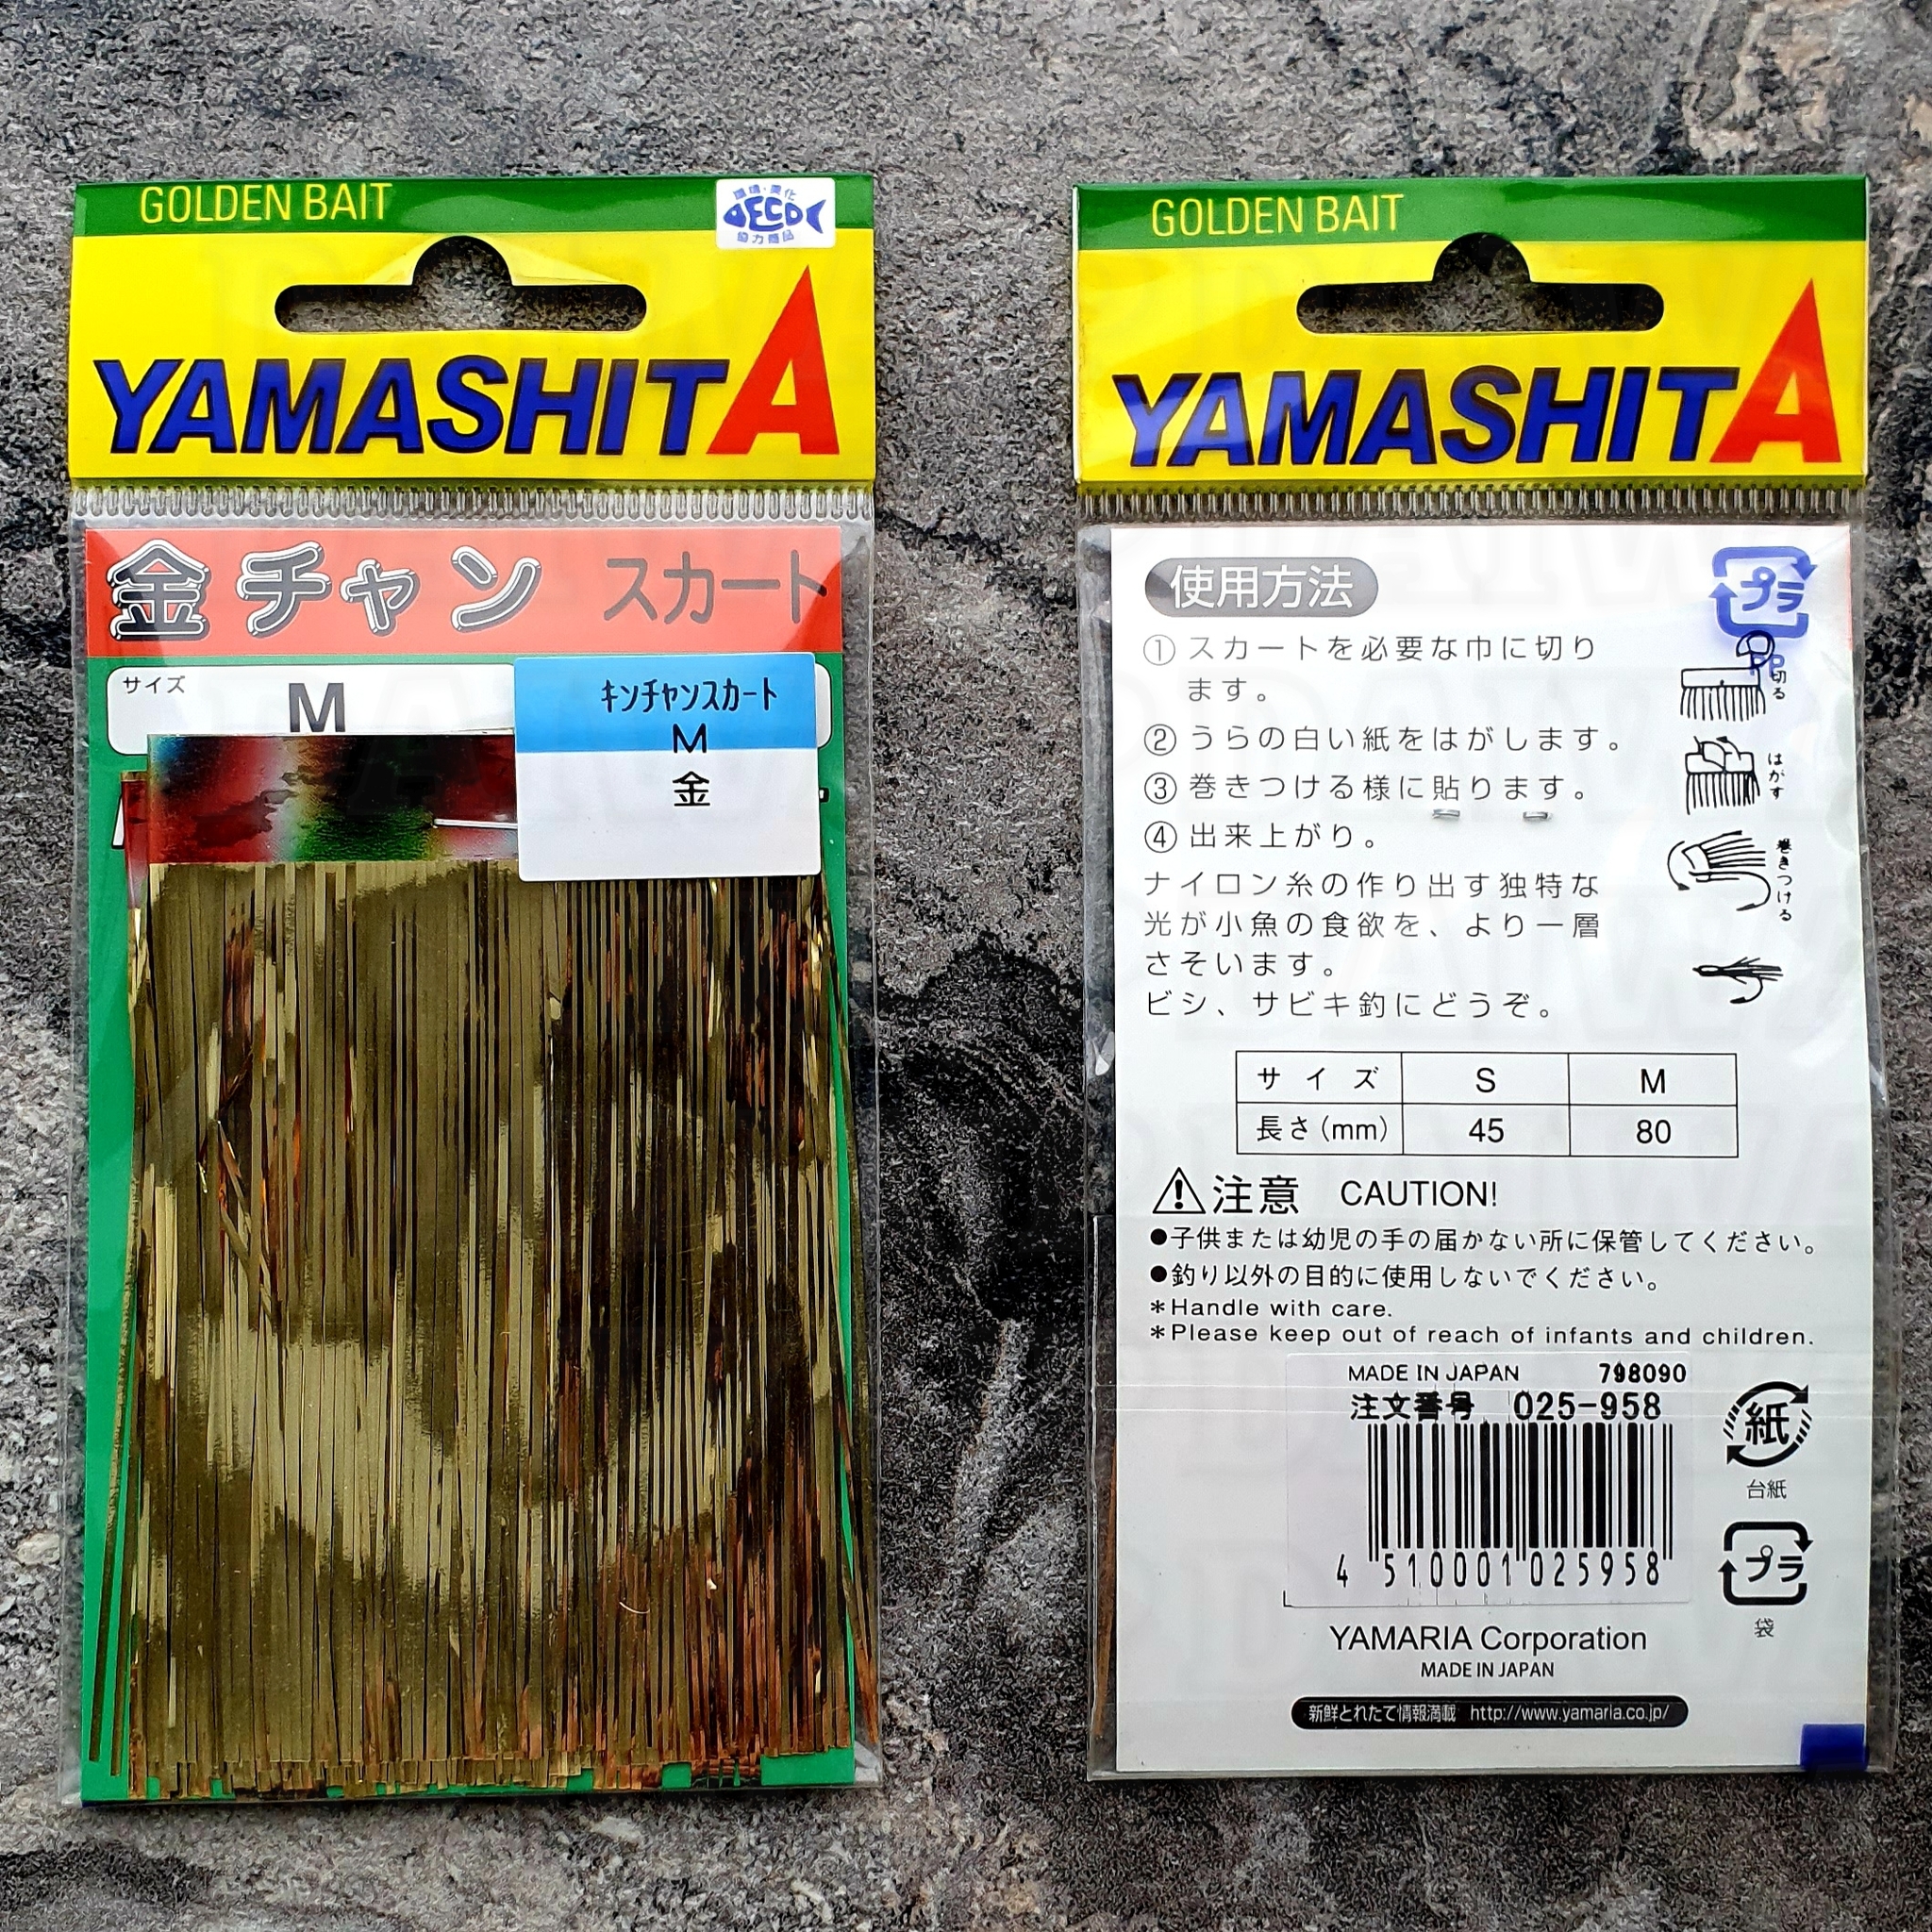 GOLDEN BAIT
環境・美化
ECO
協力商品
YAMASHITA
金チャン スカート
サイズ
M
キンチャンスカート
M
金
GOLDEN BAIT
YAMASHITA
使用方法
プラ
PP
①スカートを必要な巾に切り
ます。
②うらの白い紙をはがします。
③巻きつける様に貼ります。
④出来上がり。
切る
はがす
巻きつける
ナイロン糸の作り出す独特な
光が小魚の食欲を、より一層
さそいます。
ビシ、サビキ釣にどうぞ。
サイズ S M
長さ(mm) 45 80
注意 CAUTION!
●子供または幼児の手の届かない所に保管してください。
●釣り以外の目的に使用しないでください。
*Handle with care.
*Please keep out of reach of infants and children.
MADE IN JAPAN 798090
注文番号 025-958
4 510001 025958
紙
台紙
プラ
袋
YAMARIA Corporation
MADE IN JAPAN
新鮮とれたて情報満載 http://www.yamaria.co.jp/